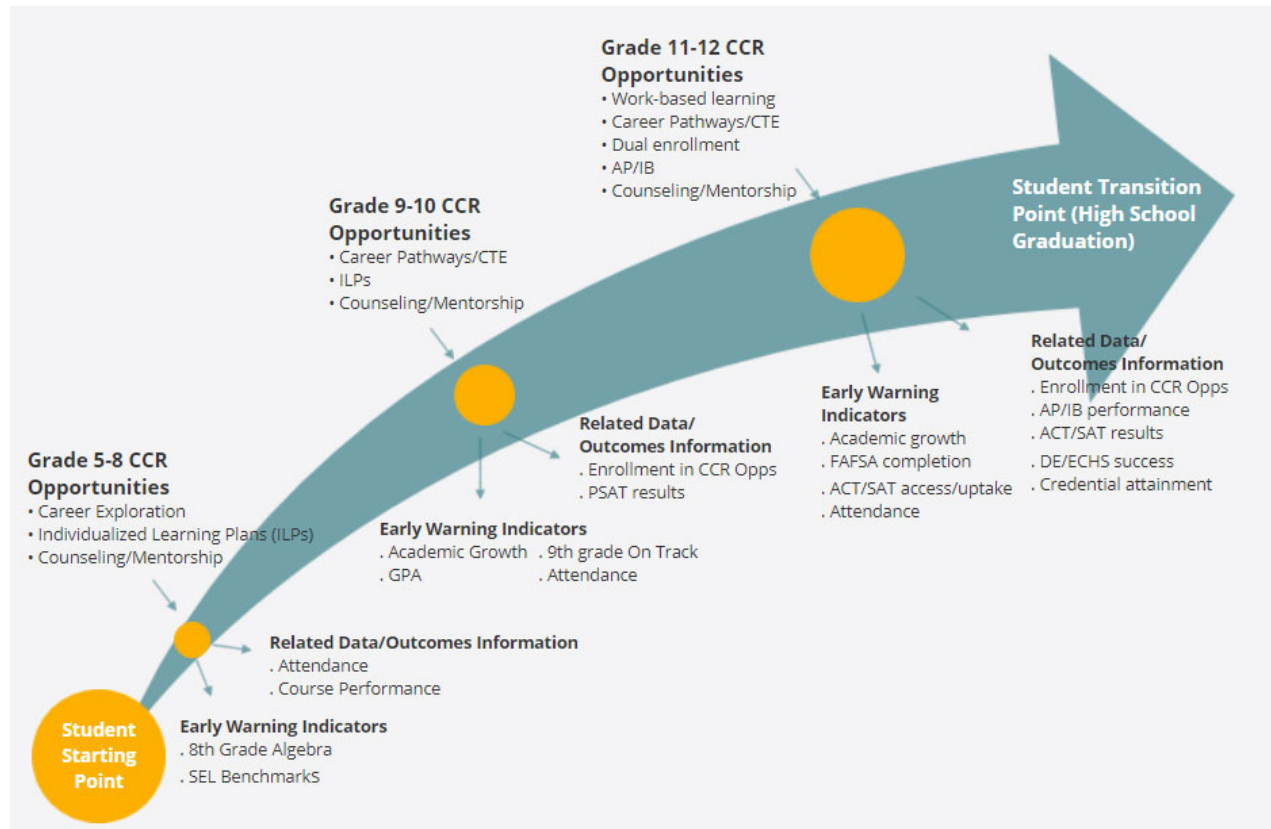 Grade 11-12 CCR
Opportunities
• Work-based learning
• Career Pathways/CTE
• Dual enrollment
• AP/IB
• Counseling/Mentorship
Student Transition
Point (High School
Graduation)
Grade 9-10 CCR
Opportunities
• Career Pathways/CTE
• ILPs
• Counseling/Mentorship
Related Data/
Outcomes Information
. Enrollment in CCR Opps
. AP/IB performance
. ACT/SAT results
. DE/ECHS success
. Credential attainment
Early Warning
Indicators
. Academic growth
. FAFSA completion
. ACT/SAT access/uptake
. Attendance
Related Data/
Outcomes Information
. Enrollment in CCR Opps
. PSAT results
Early Warning Indicators
. Academic Growth . 9th grade On Track
. GPA . Attendance
Grade 5-8 CCR
Opportunities
• Career Exploration
• Individualized Learning Plans (ILPs)
• Counseling/Mentorship
Related Data/Outcomes Information
. Attendance
. Course Performance
Early Warning Indicators
. 8th Grade Algebra
. SEL Benchmarks
Student
Starting
Point